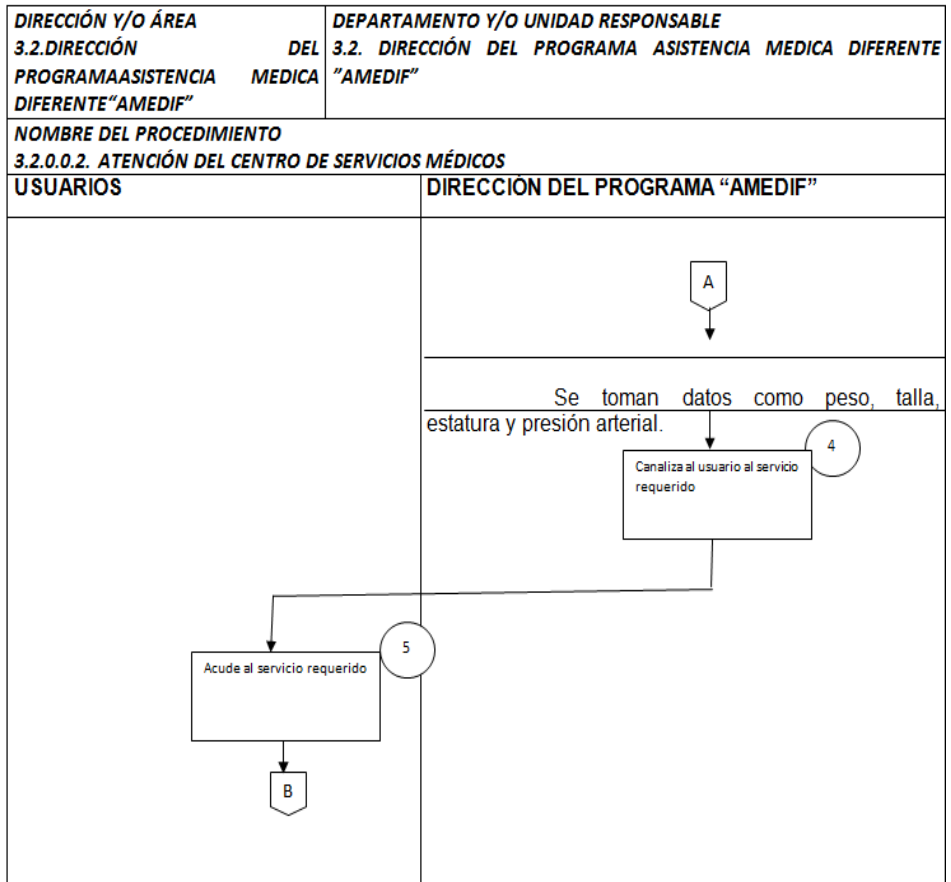 DIRECCIÓN Y/O ÁREA
3.2.DIRECCIÓN DEL
PROGRAMAASISTENCIA MEDICA
DIFERENTE“AMEDIF”
DEPARTAMENTO Y/O UNIDAD RESPONSABLE
3.2. DIRECCIÓN DEL PROGRAMA ASISTENCIA MEDICA DIFERENTE
”AMEDIF”
NOMBRE DEL PROCEDIMIENTO
3.2.0.0.2. ATENCIÓN DEL CENTRO DE SERVICIOS MÉDICOS
USUARIOS
DIRECCIÓN DEL PROGRAMA “AMEDIF”
A
Se toman datos como peso, talla,
estatura y presión arterial.
4
Canaliza al usuario al servicio
requerido
5
Acude al servicio requerido
B